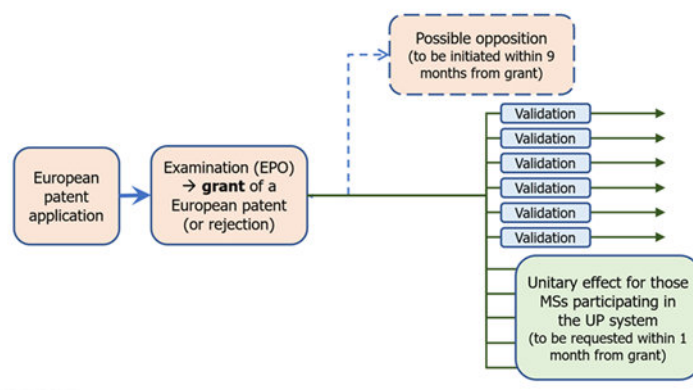 Possible opposition
(to be initiated within 9
months from grant)
Validation
Validation
Validation
Validation
Validation
Validation
European
patent
application
Examination (EPO)
→ grant of a
European patent
(or rejection)
Unitary effect for those
MSs participating in
the UP system
(to be requested within 1
month from grant)